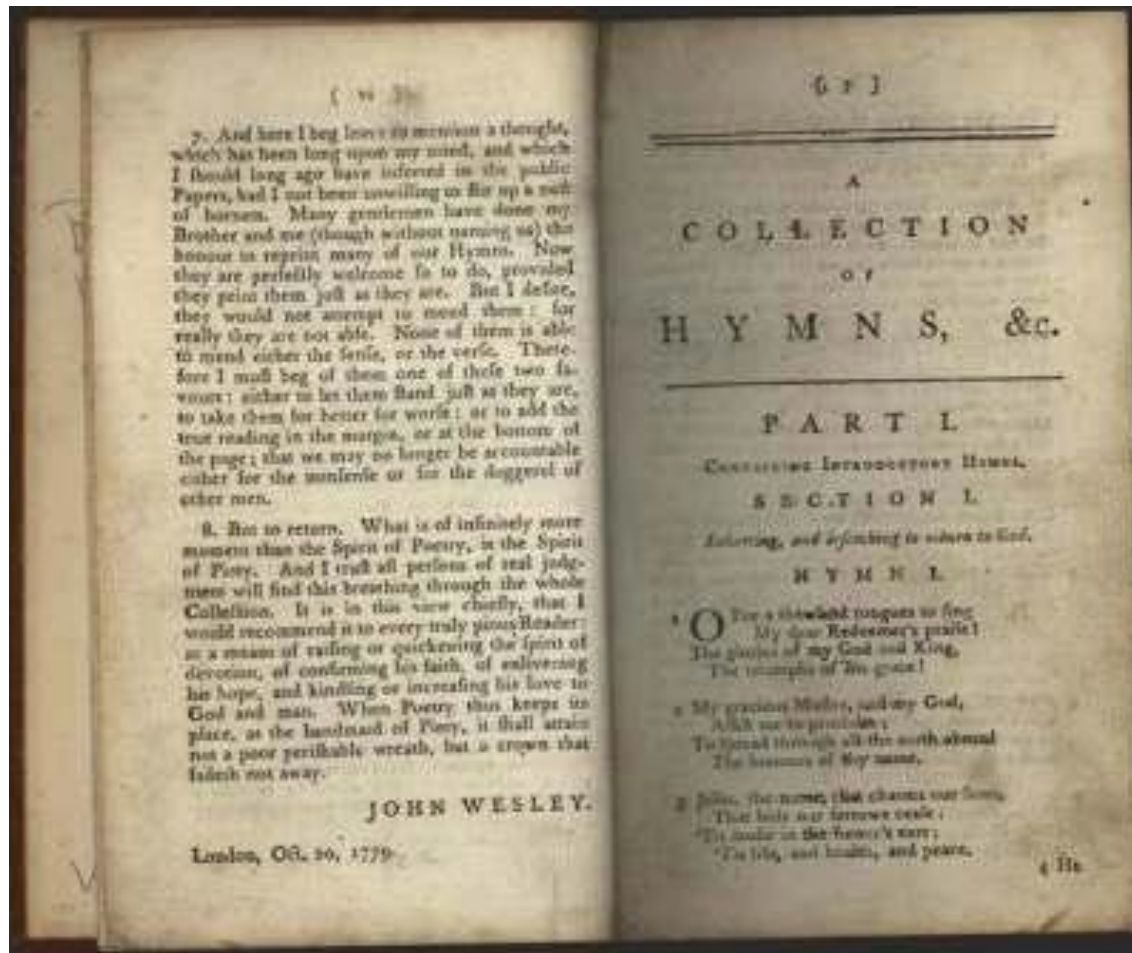 ( vi )
7. And here I beg leave to mention a thought,
which has been long upon my mind, and which
I ſhould long ago have inſerted in the public
Papers, had I not been unwilling to ſtir up a neſt
of hornets. Many gentlemen have done my
Brother and me (though without naming us) the
honour to reprint many of our Hymns. Now
they are perfectly welcome ſo to do, provided
they print them juſt as they are. But I deſire,
they would not attempt to mend them : for
really they are not able. None of them is able
to mend either the ſenſe, or the verſe. There-
fore I muſt beg of them one of theſe two fa-
vours : either to let them ſtand juſt as they are,
to take them for better for worſe : or to add the
true reading in the margin, or at the bottom of
the page ; that we may no longer be accountable
either for the nonſenſe or for the doggerel of
other men.
8. But to return. What is of infinitely more
moment than the Spirit of Poetry, is the Spirit
of Piety. And I truſt all perſons of real judg-
ment will find this breathing through the whole
Collection. It is in this view chiefly, that I
would recommend it to every truly pious Reader :
as a means of raiſing or quickening the ſpirit of
devotion, of confirming his faith, of enlivening
his hope, and kindling or increaſing his love to
God and man. When Poetry thus keeps its
place, as the handmaid of Piety, it ſhall attain
not a poor periſhable wreath, but a crown that
fadeth not away.
JOHN WESLEY.
London, Oct. 20, 1779.
A
COLLECTION
OF
HYMNS, &c.
PART I.
CONTAINING INTRODUCTORY HYMNS.
SECTION I.
Exhorting, and beſeeching to return to God.
HYMN I.
1 O For a thouſand tongues to ſing
My dear Redeemer's praiſe !
The glories of my God and King,
The triumphs of his grace !
2 My gracious Maſter, and my God,
Aſſiſt me to proclaim ;
To ſpread through all the earth abroad
The honours of thy name.
3 Jeſus, the name, that charms our fears,
That bids our ſorrows ceaſe ;
'Tis muſic in the ſinner's ears ;
'Tis life, and health, and peace.
4 He